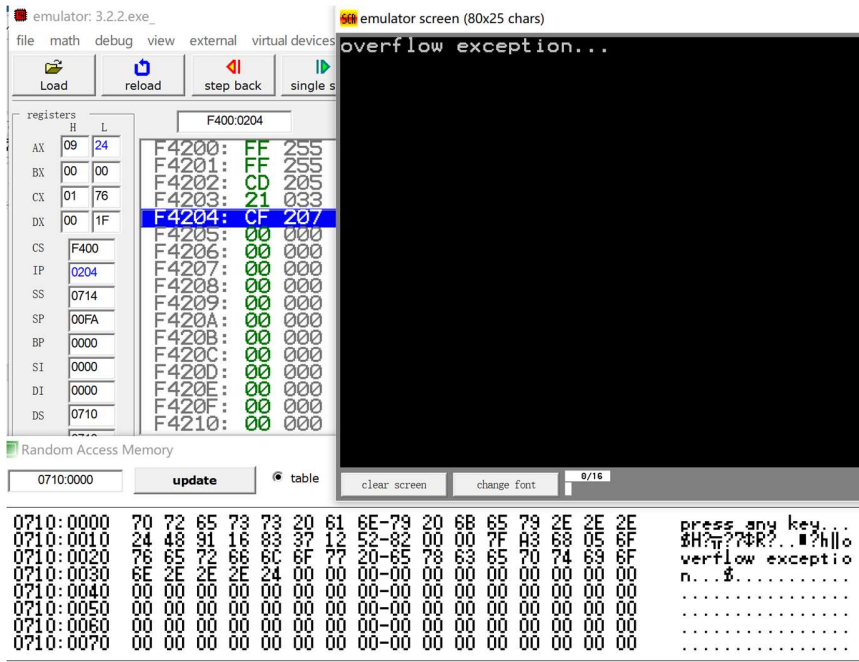 emulator: 3.2.2.exe_
file math debug view external virtual devices
Load reload step back single s
registers
H L
F400:0204
AX 09 24
BX 00 00
CX 01 76
DX 00 1F
CS F400
IP 0204
SS 0714
SP 00FA
BP 0000
SI 0000
DI 0000
DS 0710
F4200: FF 255
F4201: FF 255
F4202: CD 205
F4203: 21 033
F4204: CF 207
F4205: 00 000
F4206: 00 000
F4207: 00 000
F4208: 00 000
F4209: 00 000
F420A: 00 000
F420B: 00 000
F420C: 00 000
F420D: 00 000
F420E: 00 000
F420F: 00 000
F4210: 00 000
emulator screen (80x25 chars)
overflow exception...
clear screen change font 0/16
Random Access Memory
0710:0000 update table
0710:0000 70 72 65 73 73 20 61 6E-79 20 6B 65 79 2E 2E 2E press any key...
0710:0010 24 48 91 16 83 37 12 52-82 00 00 7F A3 68 05 6F
0710:0020 76 65 72 66 6C 6F 77 20-65 78 63 65 70 74 69 6F verflow exceptio
0710:0030 6E 2E 2E 2E 24 00 00 00-00 00 00 00 00 00 00 00 n...$...........
0710:0040 00 00 00 00 00 00 00 00-00 00 00 00 00 00 00 00 ................
0710:0050 00 00 00 00 00 00 00 00-00 00 00 00 00 00 00 00 ................
0710:0060 00 00 00 00 00 00 00 00-00 00 00 00 00 00 00 00 ................
0710:0070 00 00 00 00 00 00 00 00-00 00 00 00 00 00 00 00 ................